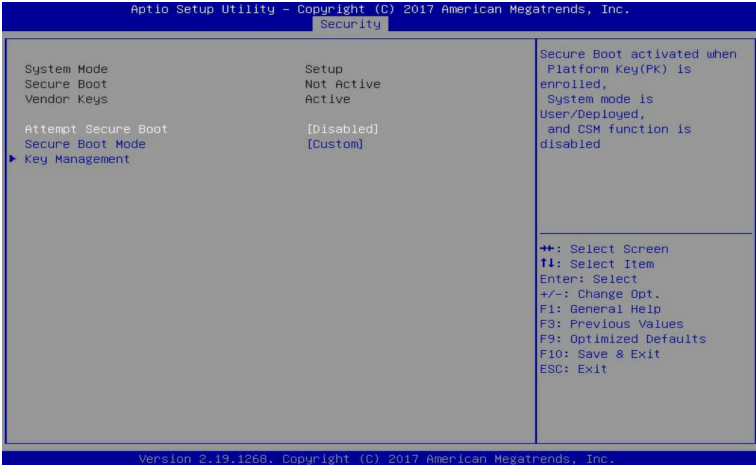 Aptio Setup Utility – Copyright (C) 2017 American Megatrends, Inc.
Security
System Mode Setup
Secure Boot Not Active
Vendor Keys Active
Attempt Secure Boot [Disabled]
Secure Boot Mode [Custom]
▶ Key Management
Secure Boot activated when
Platform Key(PK) is
enrolled,
System mode is
User/Deployed,
and CSM function is
disabled
→←: Select Screen
↑↓: Select Item
Enter: Select
+/-: Change Opt.
F1: General Help
F3: Previous Values
F9: Optimized Defaults
F10: Save & Exit
ESC: Exit
Version 2.19.1268. Copyright (C) 2017 American Megatrends, Inc.